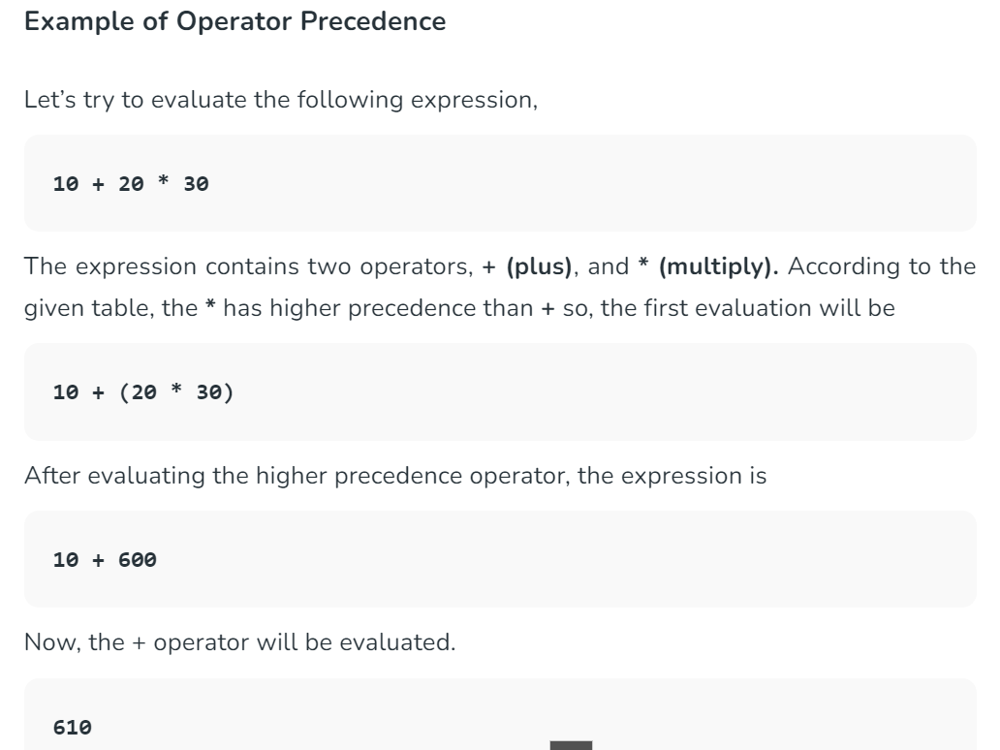 Example of Operator Precedence
Let’s try to evaluate the following expression,
10 + 20 * 30
The expression contains two operators, + (plus), and * (multiply). According to the
given table, the * has higher precedence than + so, the first evaluation will be
10 + (20 * 30)
After evaluating the higher precedence operator, the expression is
10 + 600
Now, the + operator will be evaluated.
610